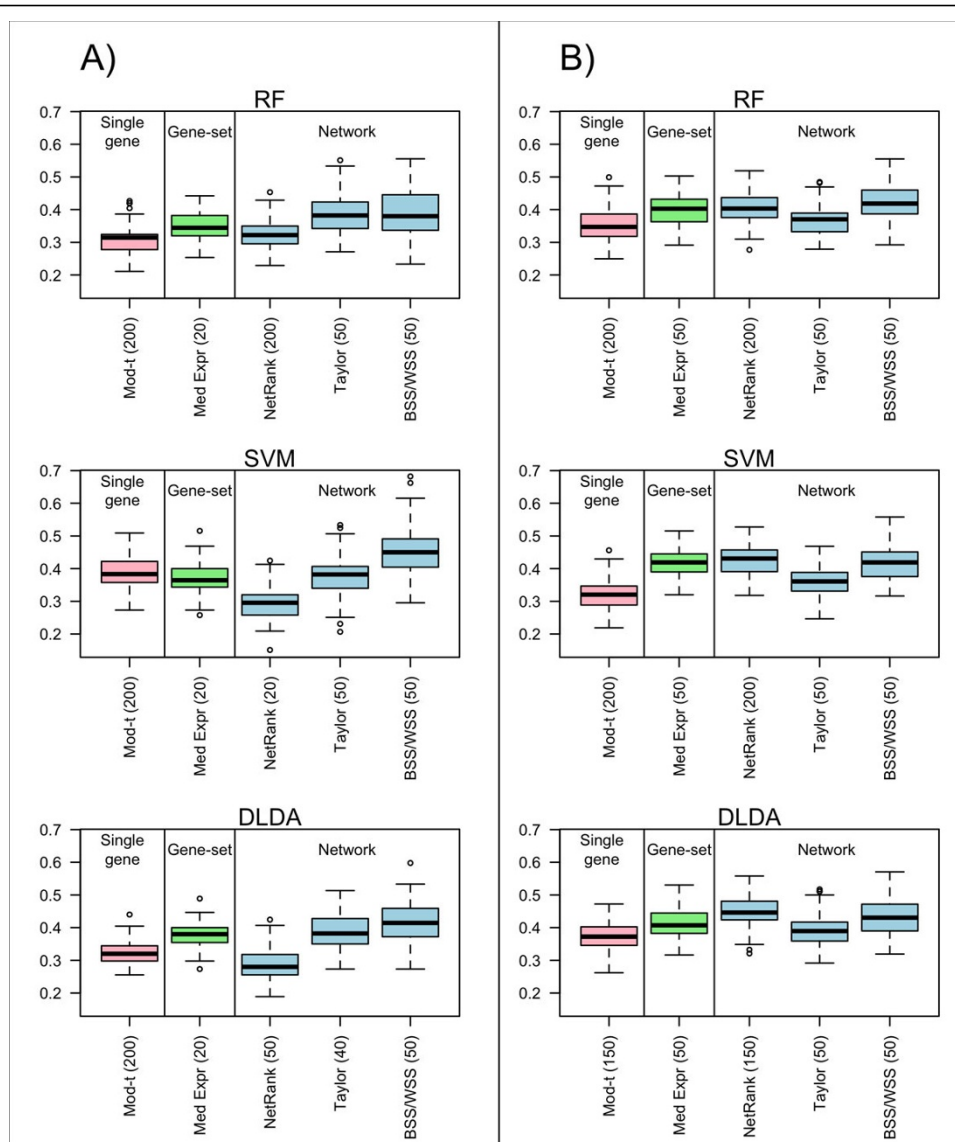 A)
RF
0.7
0.6
0.5
0.4
0.3
0.2
Single
gene
Gene-set
Network
Mod-t (200)
Med Expr (20)
NetRank (200)
Taylor (50)
BSS/WSS (50)
SVM
0.7
0.6
0.5
0.4
0.3
0.2
Single
gene
Gene-set
Network
Mod-t (200)
Med Expr (20)
NetRank (20)
Taylor (50)
BSS/WSS (50)
DLDA
0.7
0.6
0.5
0.4
0.3
0.2
Single
gene
Gene-set
Network
Mod-t (200)
Med Expr (20)
NetRank (50)
Taylor (40)
BSS/WSS (50)
B)
RF
0.7
0.6
0.5
0.4
0.3
0.2
Single
gene
Gene-set
Network
Mod-t (200)
Med Expr (50)
NetRank (200)
Taylor (50)
BSS/WSS (50)
SVM
0.7
0.6
0.5
0.4
0.3
0.2
Single
gene
Gene-set
Network
Mod-t (200)
Med Expr (50)
NetRank (200)
Taylor (50)
BSS/WSS (50)
DLDA
0.7
0.6
0.5
0.4
0.3
0.2
Single
gene
Gene-set
Network
Mod-t (150)
Med Expr (50)
NetRank (150)
Taylor (50)
BSS/WSS (50)